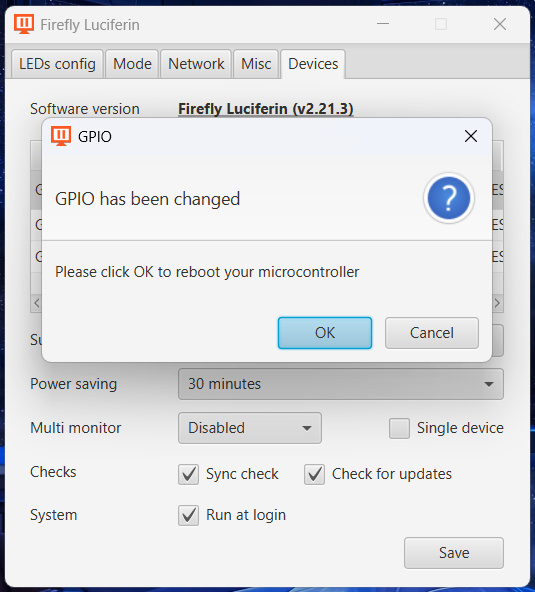 Firefly Luciferin
LEDs config Mode Network Misc Devices
Software version Firefly Luciferin (v2.21.3)
GPIO
GPIO has been changed
?
Please click OK to reboot your microcontroller
OK Cancel
Power saving 30 minutes
Multi monitor Disabled Single device
Checks Sync check Check for updates
System Run at login
Save